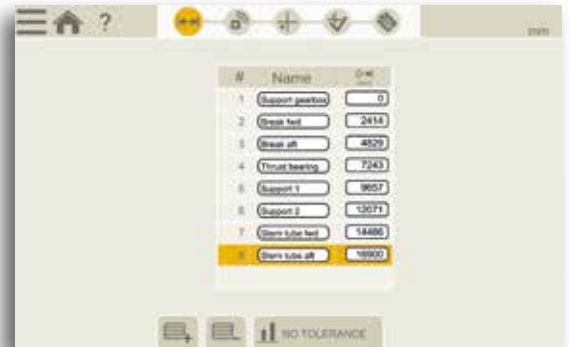 ?
mm
# Name
1 Support gearbox 0
2 Break fwd 2414
3 Break aft 4829
4 Thrust bearing 7243
5 Support 1 9657
6 Support 2 12071
7 Stern tube fwd 14486
8 Stern tube aft 16900
NO TOLERANCE